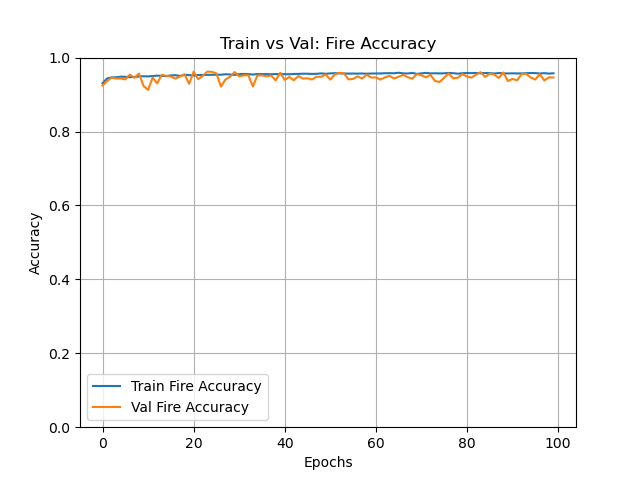 Train vs Val: Fire Accuracy
Accuracy
1.0
0.8
0.6
0.4
0.2
0.0
Train Fire Accuracy
Val Fire Accuracy
0 20 40 60 80 100
Epochs